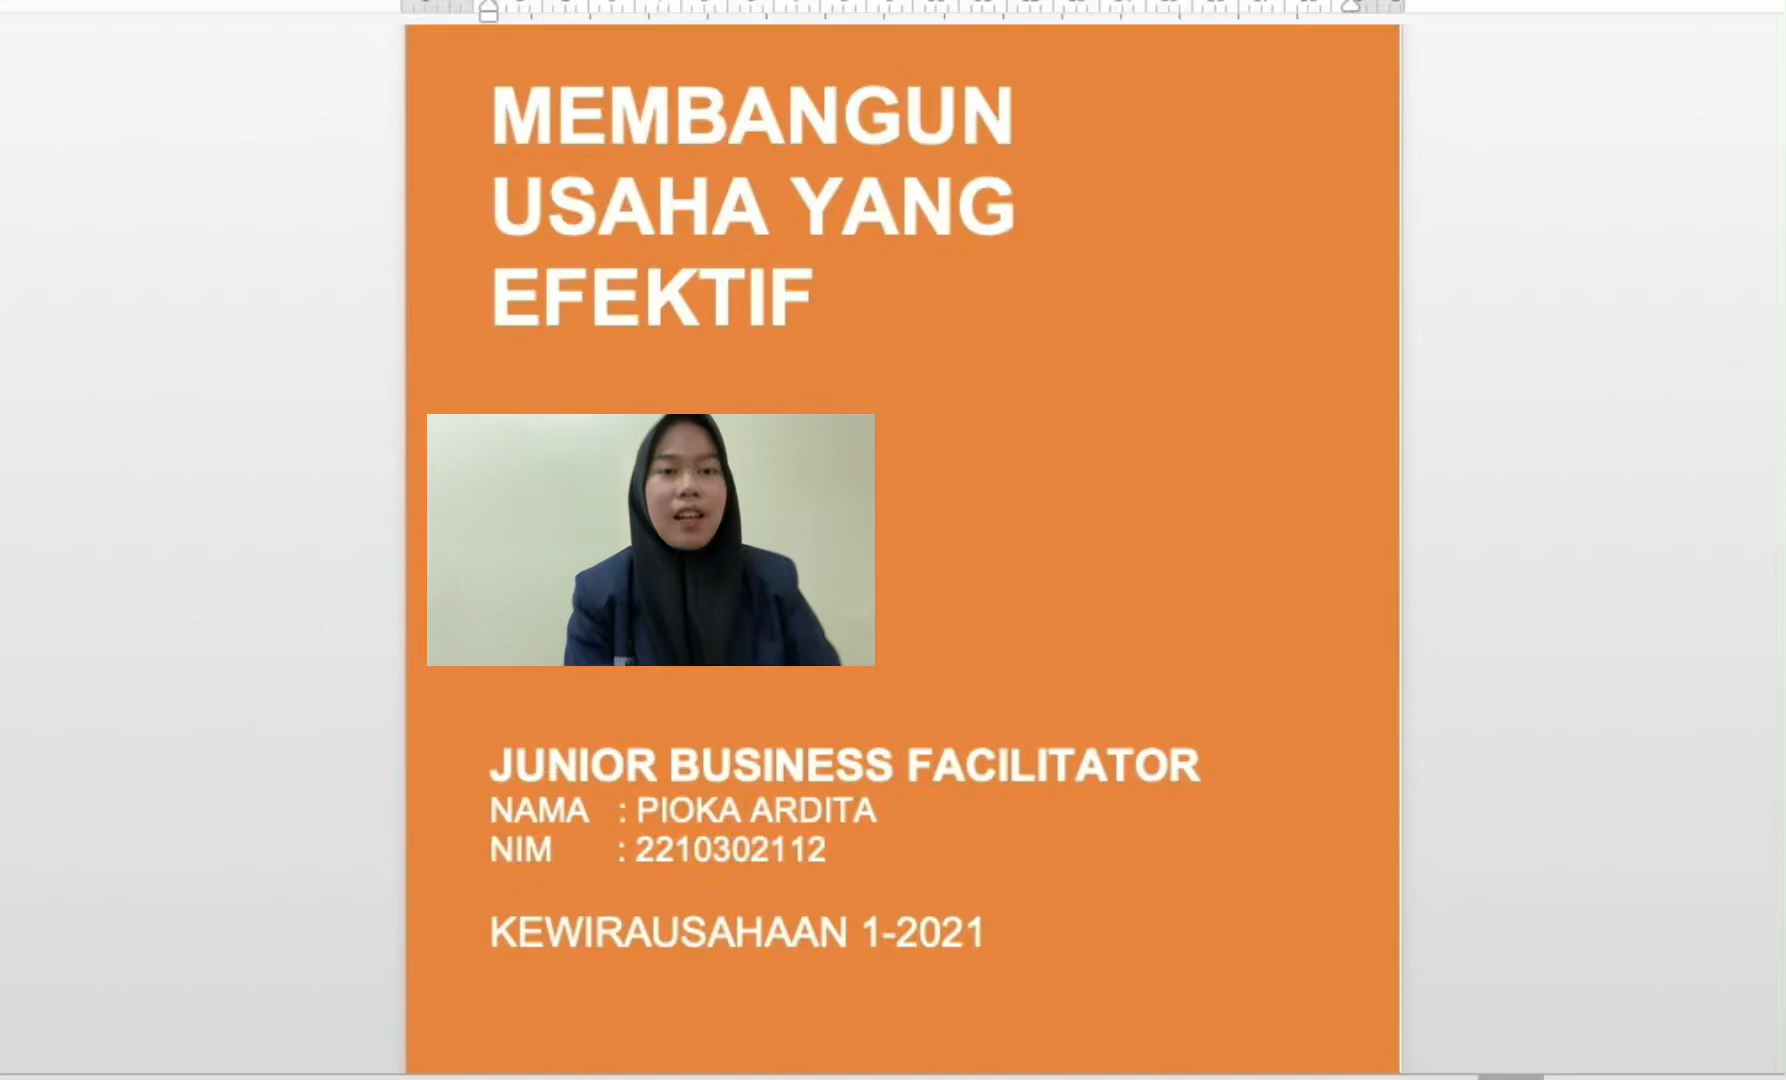 MEMBANGUN
USAHA YANG
EFEKTIF
JUNIOR BUSINESS FACILITATOR
NAMA : PIOKA ARDITA
NIM : 2210302112
KEWIRAUSAHAAN 1-2021